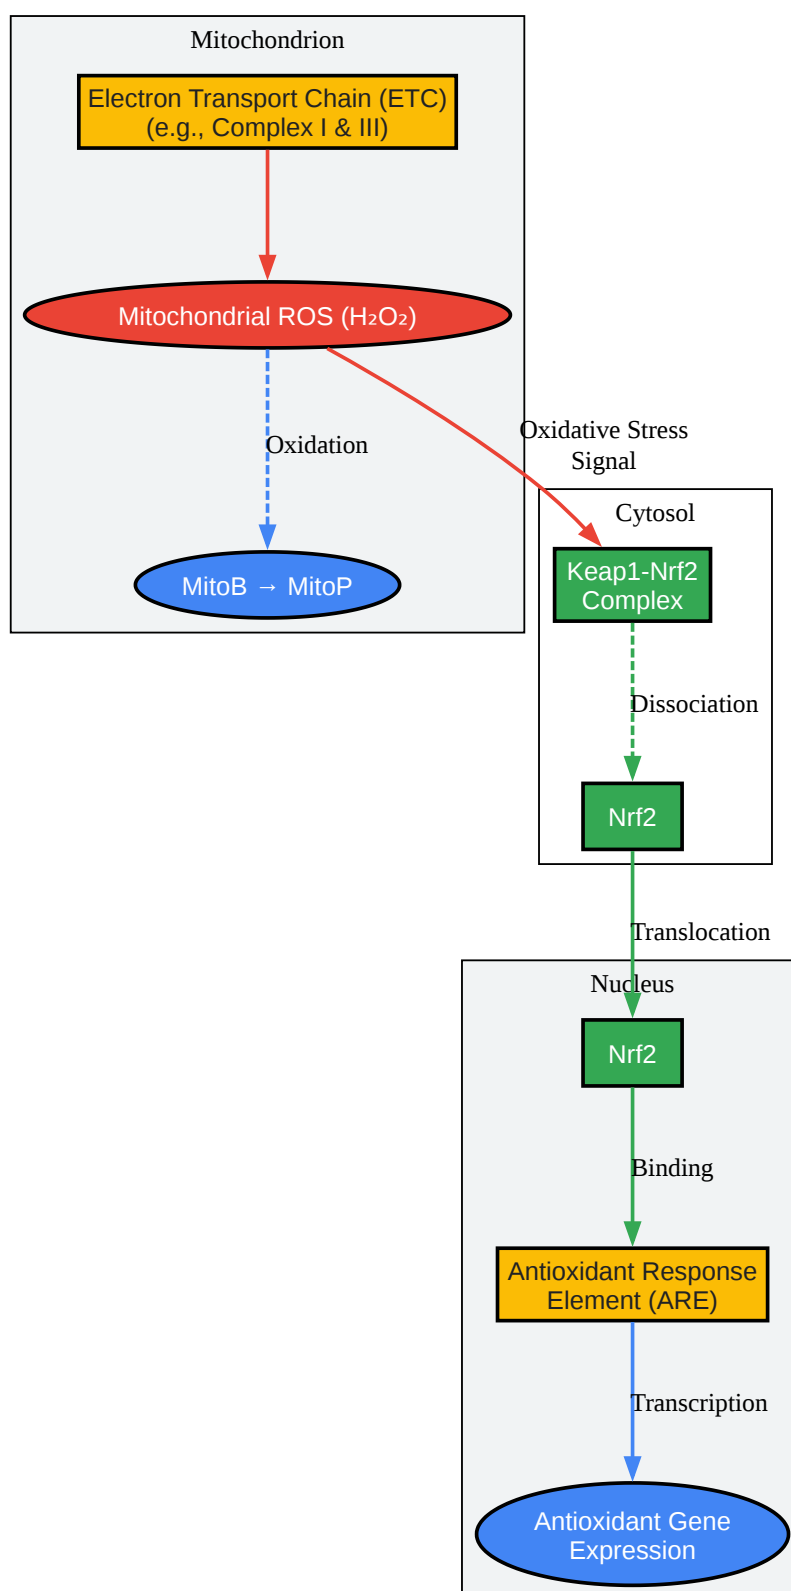 Mitochondrion
Electron Transport Chain (ETC)
(e.g., Complex I & III)
Mitochondrial ROS (H₂O₂)
Oxidation
MitoB → MitoP
Oxidative Stress
Signal
Cytosol
Keap1-Nrf2
Complex
Dissociation
Nrf2
Translocation
Nucleus
Nrf2
Binding
Antioxidant Response
Element (ARE)
Transcription
Antioxidant Gene
Expression